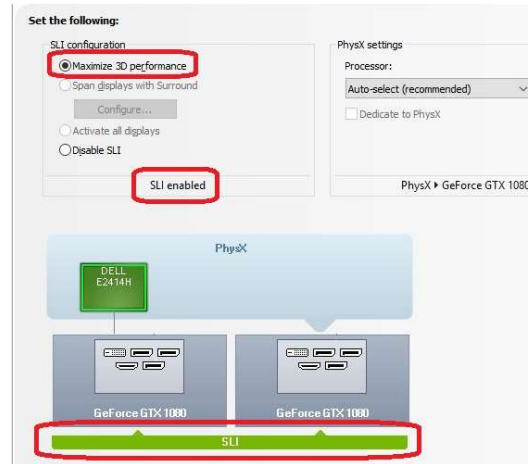 Set the following:
SLI configuration
Maximize 3D performance
Span displays with Surround
Configure...
Activate all displays
Disable SLI
SLI enabled
PhysX settings
Processor:
Auto-select (recommended)
Dedicate to PhysX
PhysX ▸ GeForce GTX 1080
PhysX
DELL
E2414H
GeForce GTX 1080
GeForce GTX 1080
SLI